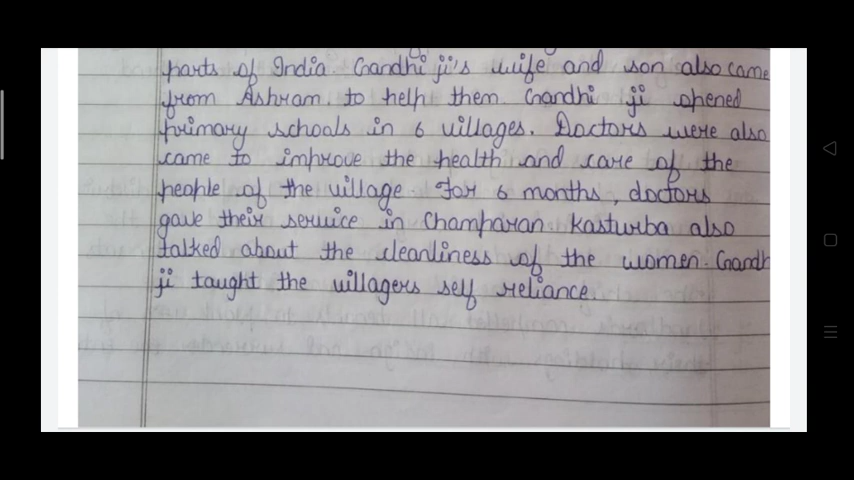 parts of India Gandhi ji's wife and son also came
from Ashram. to help them. Gandhi ji opened
primary schools in 6 villages. Doctors were also
came to improve the health and care of the
people of the village. For 6 months, doctors
gave their service in Champaran. Kasturba also
talked about the cleanliness of the women. Gandh
ji taught the villagers self reliance.